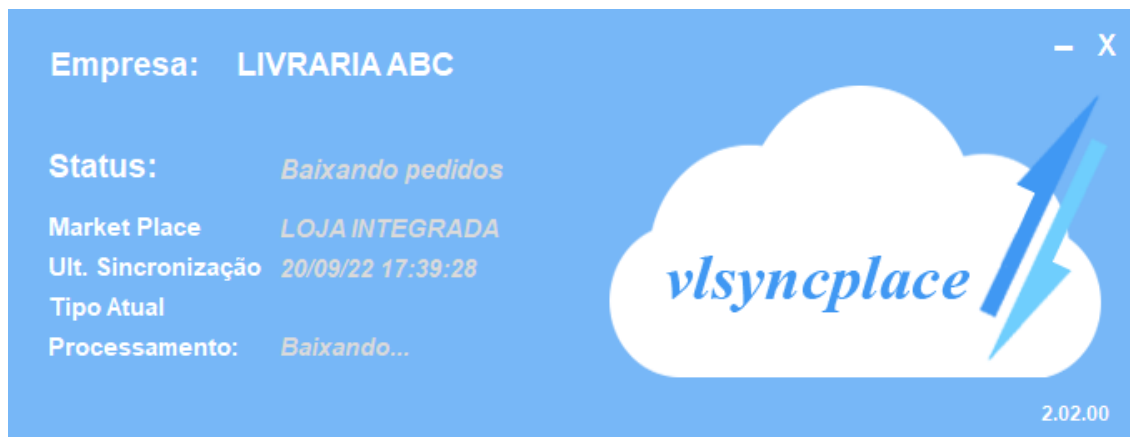 Empresa: LIVRARIA ABC
– X
Status: Baixando pedidos
Market Place LOJA INTEGRADA
Ult. Sincronização 20/09/22 17:39:28
Tipo Atual
Processamento: Baixando...
vlsyncplace
2.02.00